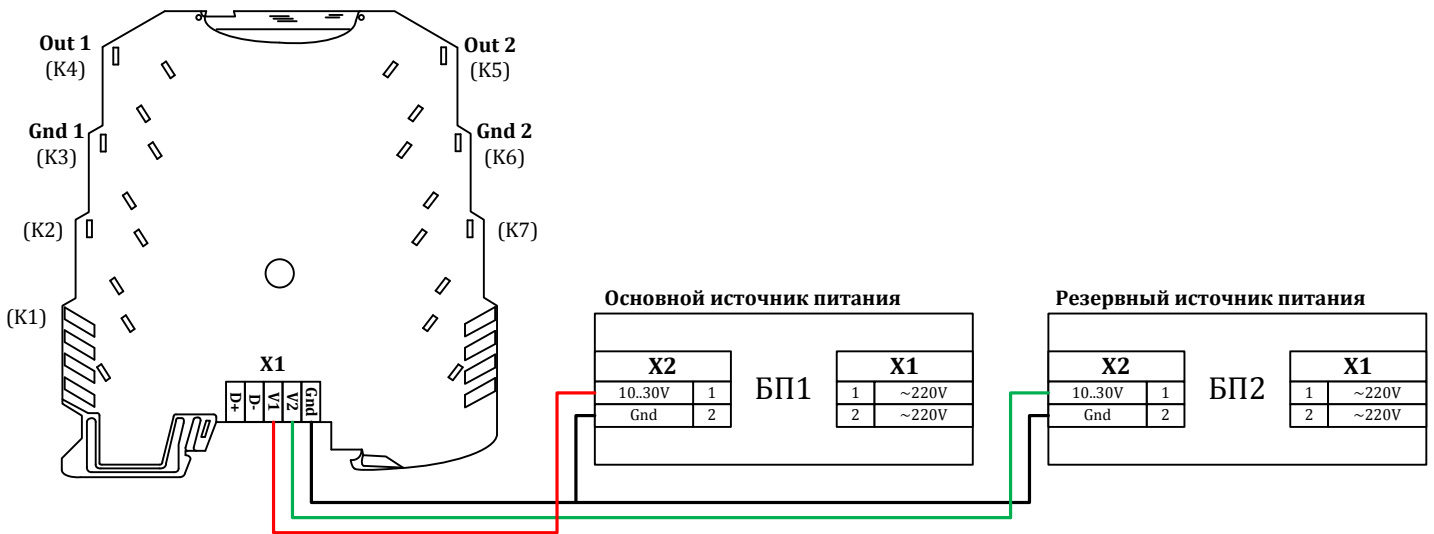 Out 1
(K4)
Gnd 1
(K3)
(K2)
(K1)
Out 2
(K5)
Gnd 2
(K6)
(K7)
X1
D+
D-
V1
V2
Gnd
Основной источник питания
X2
10..30V 1
Gnd 2
БП1
X1
1 ~220V
2 ~220V
Резервный источник питания
X2
10..30V 1
Gnd 2
БП2
X1
1 ~220V
2 ~220V